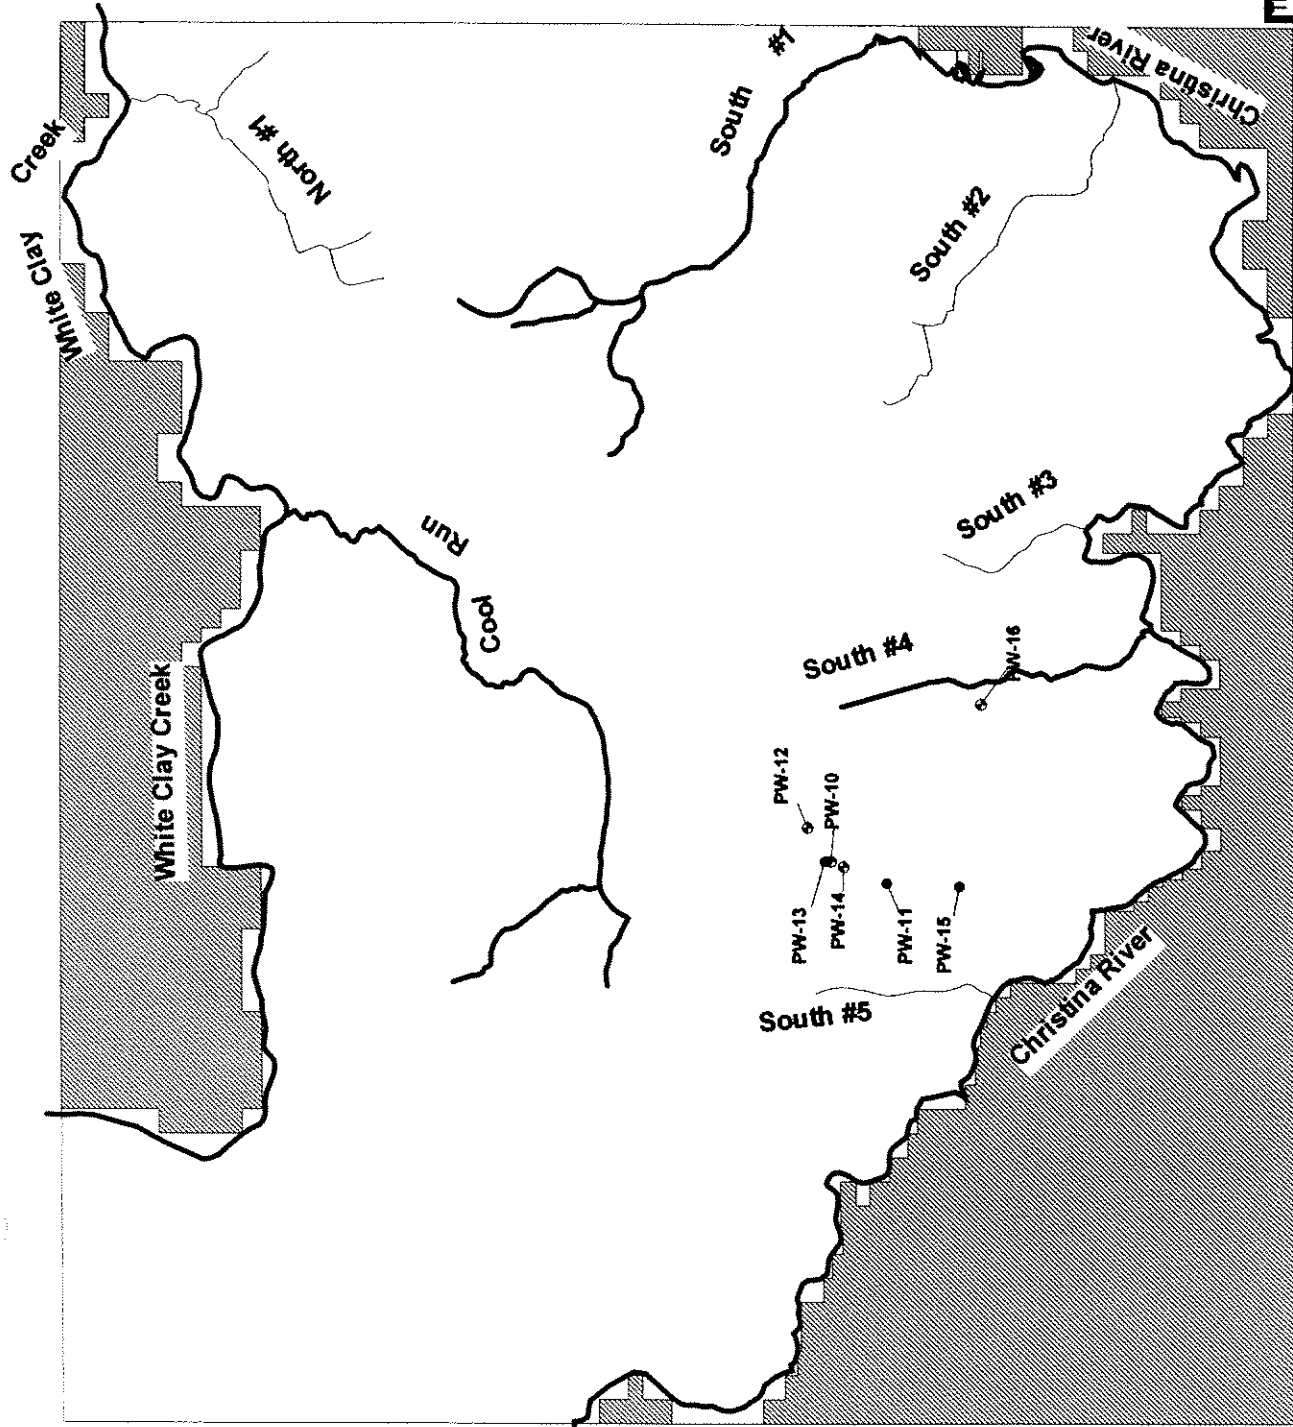 Creek
White Clay
North #1
South #1
Christina River
South #2
Run
Cool
South #3
White Clay Creek
South #4
PW-16
PW-12
PW-10
PW-13
PW-14
PW-11
PW-15
South #5
Christina River